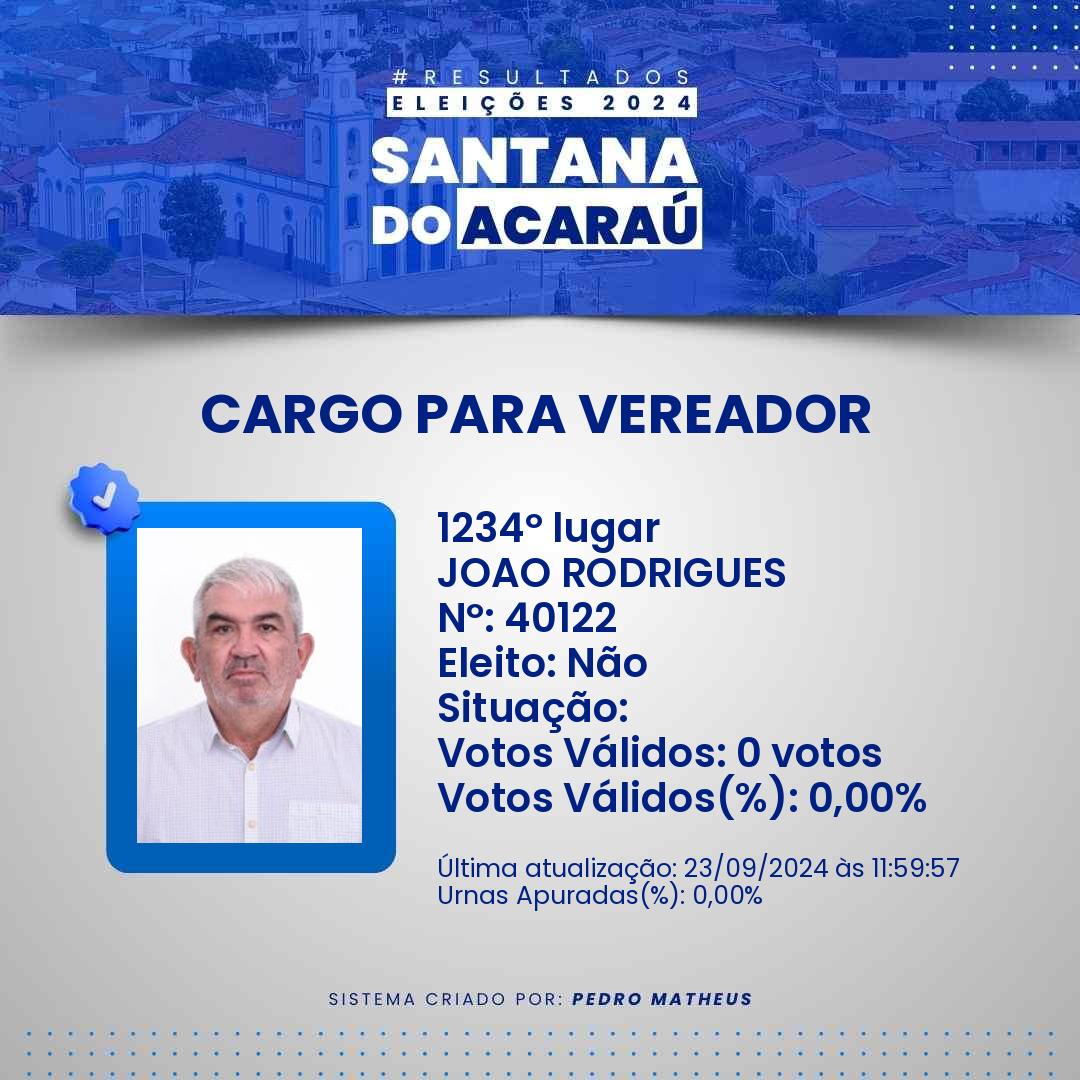 #RESULTADOS
ELEIÇÕES 2024
SANTANA
DO ACARAÚ
CARGO PARA VEREADOR
1234º lugar
JOAO RODRIGUES
Nº: 40122
Eleito: Não
Situação:
Votos Válidos: 0 votos
Votos Válidos(%): 0,00%
Última atualização: 23/09/2024 às 11:59:57
Urnas Apuradas(%): 0,00%
SISTEMA CRIADO POR: PEDRO MATHEUS